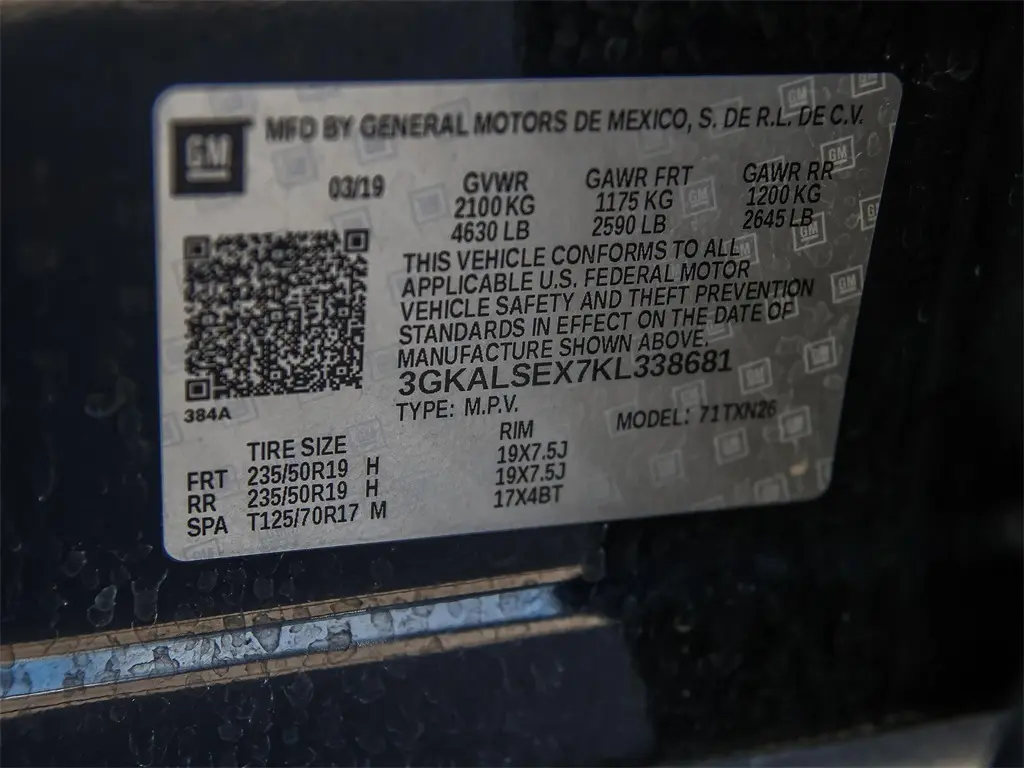 GM
MFD BY GENERAL MOTORS DE MEXICO, S. DE R.L. DE C.V.
03/19 GVWR GAWR FRT GAWR RR
2100 KG 1175 KG 1200 KG
4630 LB 2590 LB 2645 LB
THIS VEHICLE CONFORMS TO ALL
APPLICABLE U.S. FEDERAL MOTOR
VEHICLE SAFETY AND THEFT PREVENTION
STANDARDS IN EFFECT ON THE DATE OF
MANUFACTURE SHOWN ABOVE.
3GKALSEX7KL338681
384A
TYPE: M.P.V. MODEL: 71TXN26
TIRE SIZE RIM
FRT 235/50R19 H 19X7.5J
RR 235/50R19 H 19X7.5J
SPA T125/70R17 M 17X4BT